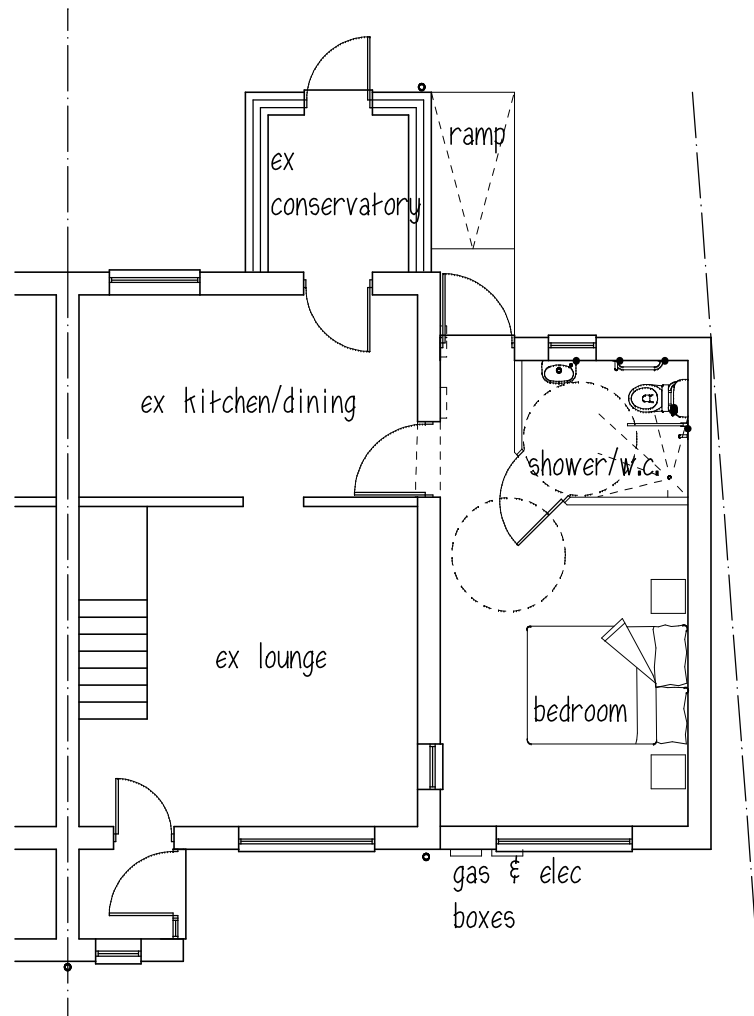 ramp
ex
conservatory
ex kitchen/dining
shower/w.c.
ex lounge
bedroom
gas & elec
boxes